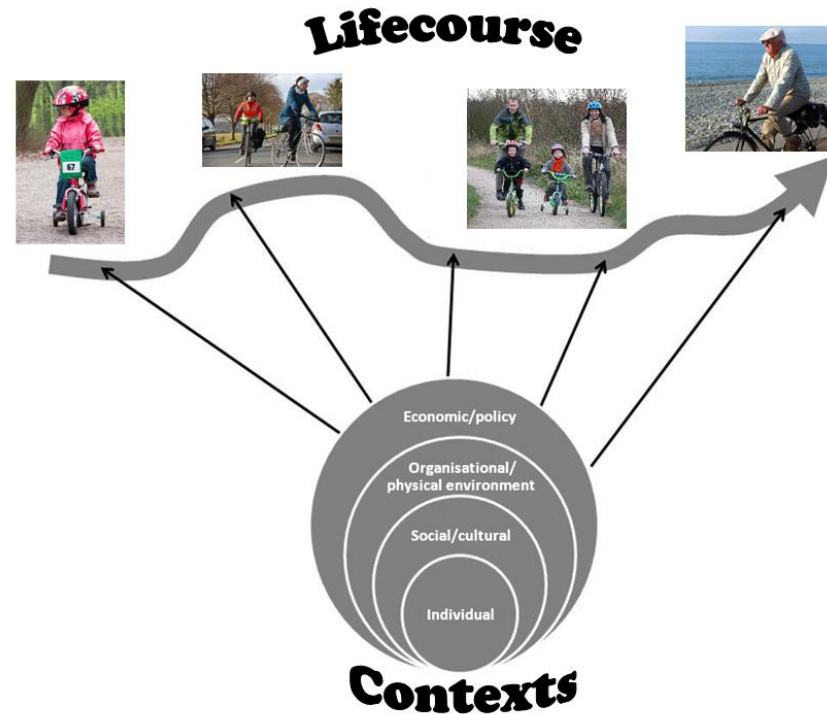 Lifecourse
67
Economic/policy
Organisational/
physical environment
Social/cultural
Individual
Contexts